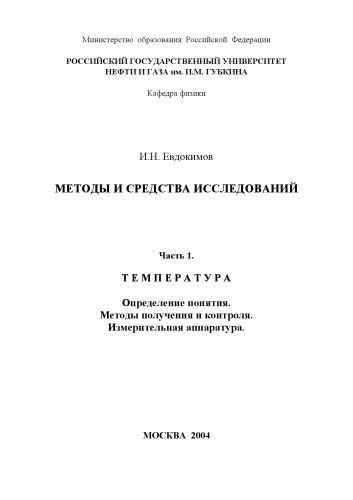 Министерство образования Российской Федерации
РОССИЙСКИЙ ГОСУДАРСТВЕННЫЙ УНИВЕРСИТЕТ
НЕФТИ И ГАЗА им. И.М. ГУБКИНА
Кафедра физики
И.Н. Евдокимов
МЕТОДЫ И СРЕДСТВА ИССЛЕДОВАНИЙ
Часть 1.
Т Е М П Е Р А Т У Р А
Определение понятия.
Методы получения и контроля.
Измерительная аппаратура.
МОСКВА 2004